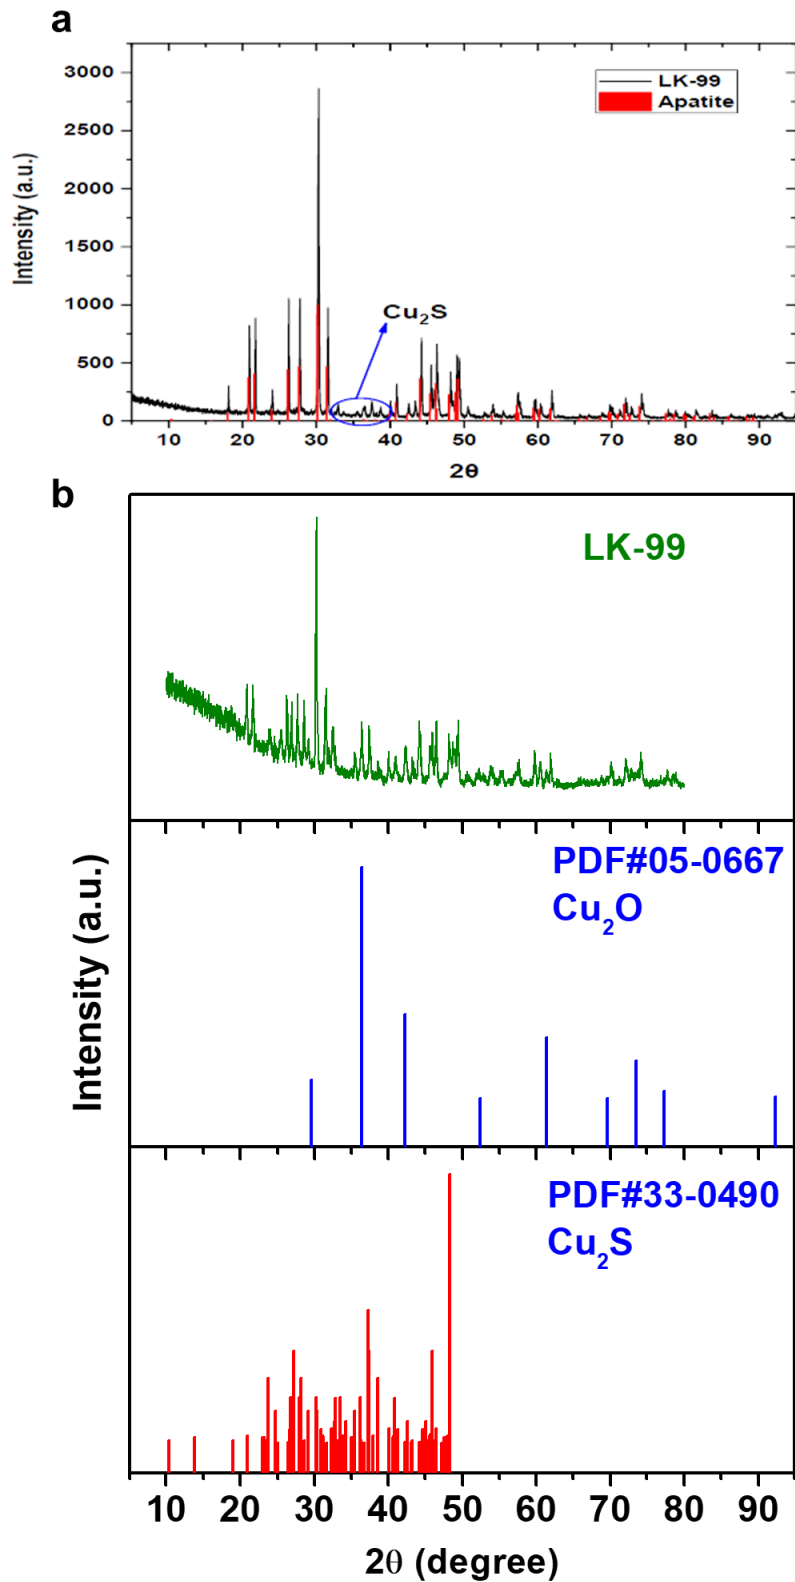 a
3000
2500
2000
1500
1000
500
0
Intensity (a.u.)
LK-99
Apatite
Cu₂S
10 20 30 40 50 60 70 80 90
2θ
b
LK-99
PDF#05-0667
Cu₂O
PDF#33-0490
Cu₂S
Intensity (a.u.)
10 20 30 40 50 60 70 80 90
2θ (degree)